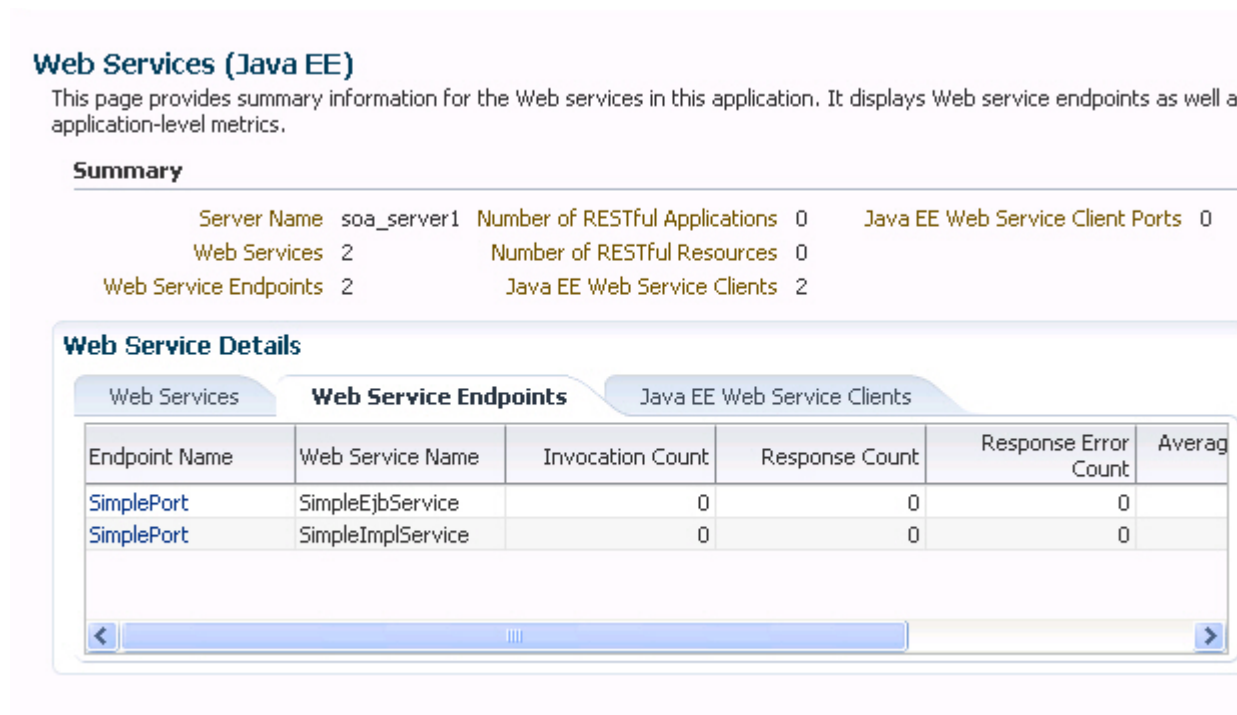 Web Services (Java EE)
This page provides summary information for the Web services in this application. It displays Web service endpoints as well a
application-level metrics.
Summary
Server Name soa_server1 Number of RESTful Applications 0 Java EE Web Service Client Ports 0
Web Services 2 Number of RESTful Resources 0
Web Service Endpoints 2 Java EE Web Service Clients 2
Web Service Details
Web Services Web Service Endpoints Java EE Web Service Clients
Endpoint Name Web Service Name Invocation Count Response Count Response Error Count Averag
SimplePort SimpleEjbService 0 0 0
SimplePort SimpleImplService 0 0 0